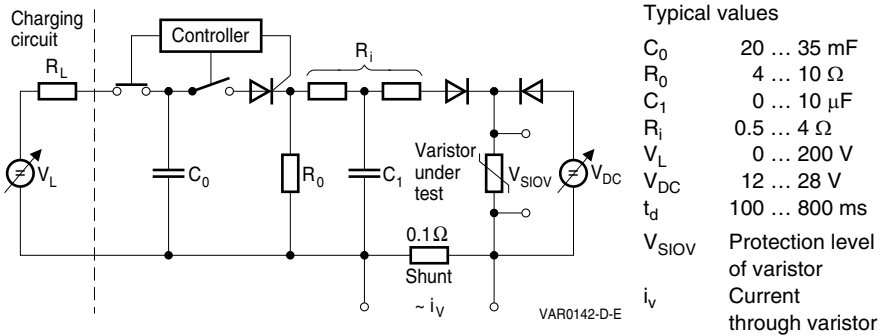 Charging
circuit
Controller
R_L
R_i
V_L
C_0
R_0
C_1
Varistor
under
test
V_SIOV
V_DC
0.1 Ω
Shunt
~ i_V
VAR0142-D-E
Typical values
C_0 20 … 35 mF
R_0 4 … 10 Ω
C_1 0 … 10 μF
R_i 0.5 … 4 Ω
V_L 0 … 200 V
V_DC 12 … 28 V
t_d 100 … 800 ms
V_SIOV Protection level
of varistor
i_v Current
through varistor